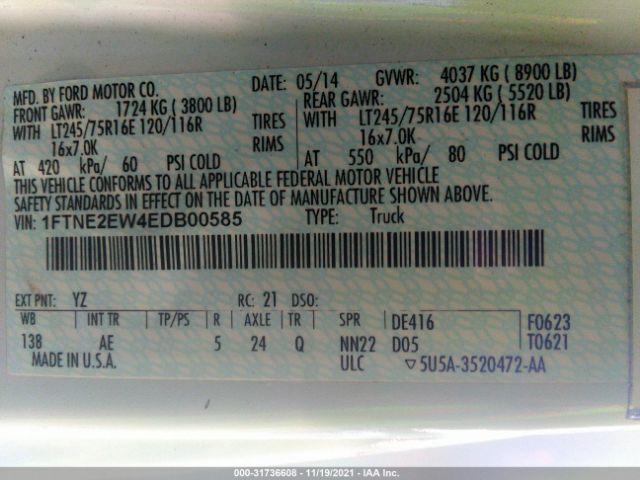 MFD. BY FORD MOTOR CO. DATE: 05/14 GVWR: 4037 KG ( 8900 LB)
FRONT GAWR: 1724 KG ( 3800 LB) REAR GAWR: 2504 KG ( 5520 LB)
WITH LT245/75R16E 120/116R TIRES WITH LT245/75R16E 120/116R TIRES
16x7.0K RIMS 16x7.0K RIMS
AT 420 kPa/ 60 PSI COLD AT 550 kPa/ 80 PSI COLD
THIS VEHICLE CONFORMS TO ALL APPLICABLE FEDERAL MOTOR VEHICLE
SAFETY STANDARDS IN EFFECT ON THE DATE OF MANUFACTURE SHOWN ABOVE.
VIN: 1FTNE2EW4EDB00585 TYPE: Truck
EXT PNT: YZ RC: 21 DSO:
WB INT TR TP/PS R AXLE TR SPR DE416 F0623
138 AE 5 24 Q NN22 D05 T0621
MADE IN U.S.A. ULC ▽5U5A-3520472-AA
000-31736608 - 11/19/2021 - IAA Inc.